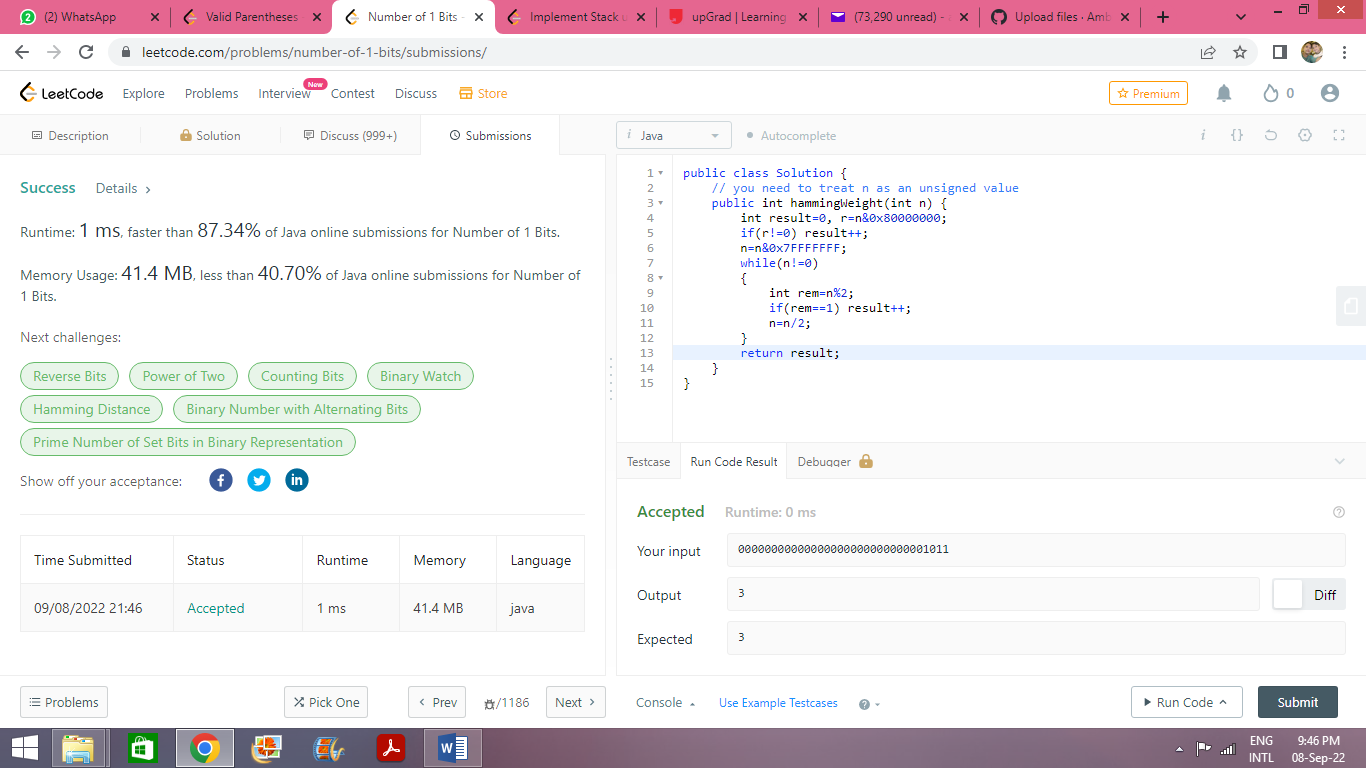 (2) WhatsApp
Valid Parentheses
Number of 1 Bits -
Implement Stack u
upGrad | Learning
(73,290 unread) -
Upload files · Amb
leetcode.com/problems/number-of-1-bits/submissions/
LeetCode Explore Problems Interview New Contest Discuss Store
Premium 0
Description Solution Discuss (999+) Submissions
i Java Autocomplete
Success Details >
Runtime: 1 ms, faster than 87.34% of Java online submissions for Number of 1 Bits.
Memory Usage: 41.4 MB, less than 40.70% of Java online submissions for Number of
1 Bits.
Next challenges:
Reverse Bits Power of Two Counting Bits Binary Watch
Hamming Distance Binary Number with Alternating Bits
Prime Number of Set Bits in Binary Representation
Show off your acceptance:
Time Submitted Status Runtime Memory Language
09/08/2022 21:46 Accepted 1 ms 41.4 MB java
Problems Pick One < Prev /1186 Next >
1 public class Solution {
2 // you need to treat n as an unsigned value
3 public int hammingWeight(int n) {
4 int result=0, r=n&0x80000000;
5 if(r!=0) result++;
6 n=n&0x7FFFFFFF;
7 while(n!=0)
8 {
9 int rem=n%2;
10 if(rem==1) result++;
11 n=n/2;
12 }
13 return result;
14 }
15 }
Testcase Run Code Result Debugger
Accepted Runtime: 0 ms
Your input 00000000000000000000000000001011
Output 3 Diff
Expected 3
Console Use Example Testcases Run Code Submit
ENG 9:46 PM
INTL 08-Sep-22